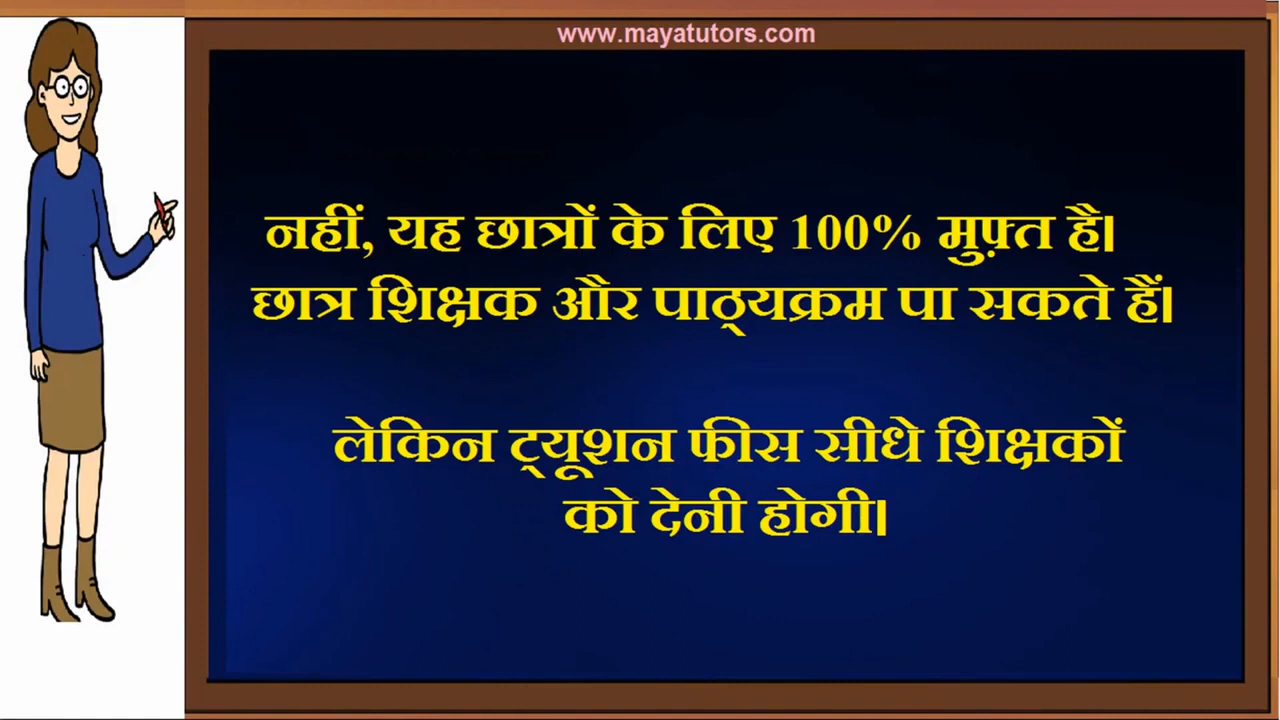 www.mayatutors.com
नहीं, यह छात्रों के लिए 100% मुफ़्त है।
छात्र शिक्षक और पाठ्यक्रम पा सकते हैं।
लेकिन ट्यूशन फीस सीधे शिक्षकों
को देनी होगी।